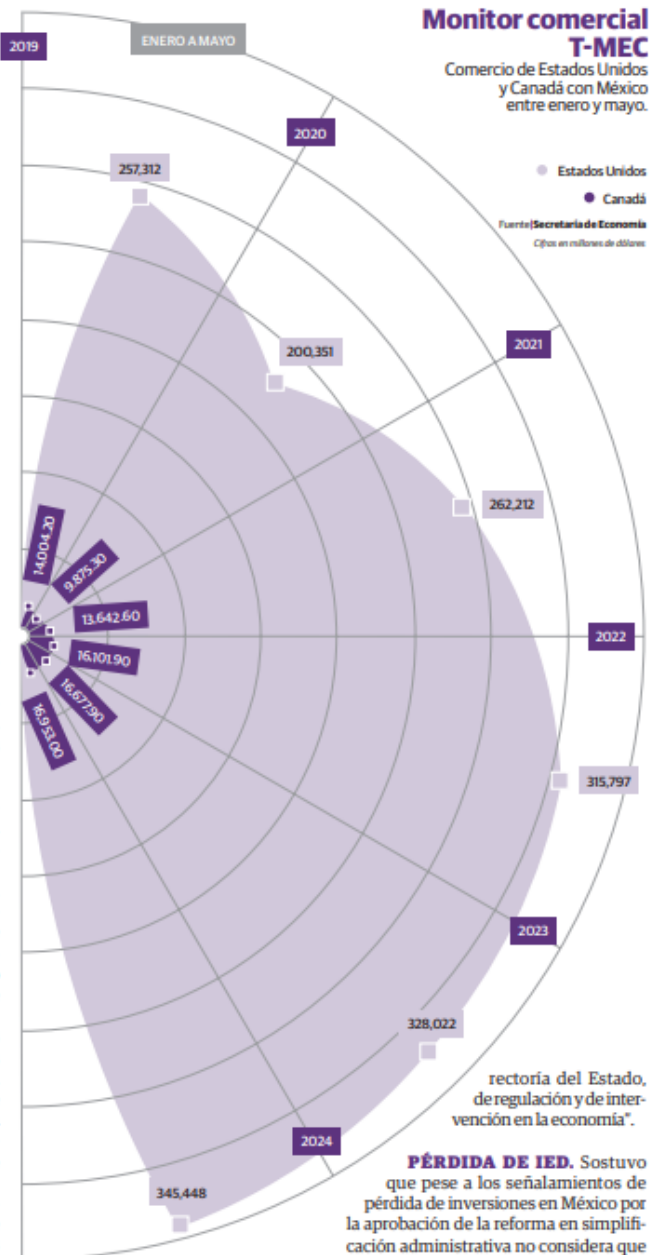 Monitor comercial
T-MEC
Comercio de Estados Unidos
y Canadá con México
entre enero y mayo.
Estados Unidos
Canadá
Fuente|Secretaría de Economía
Cifras en millones de dólares
ENERO A MAYO
2019
2020
2021
2022
2023
2024
257,312
200,351
262,212
315,797
328,022
345,448
14.004.20
9.875.30
13.642.60
16.101.90
16,677.90
16,953.00
rectoría del Estado,
de regulación y de inter-
vención en la economía”.
PÉRDIDA DE IED. Sostuvo
que pese a los señalamientos de
pérdida de inversiones en México por
la aprobación de la reforma en simplifi-
cación administrativa no considera que